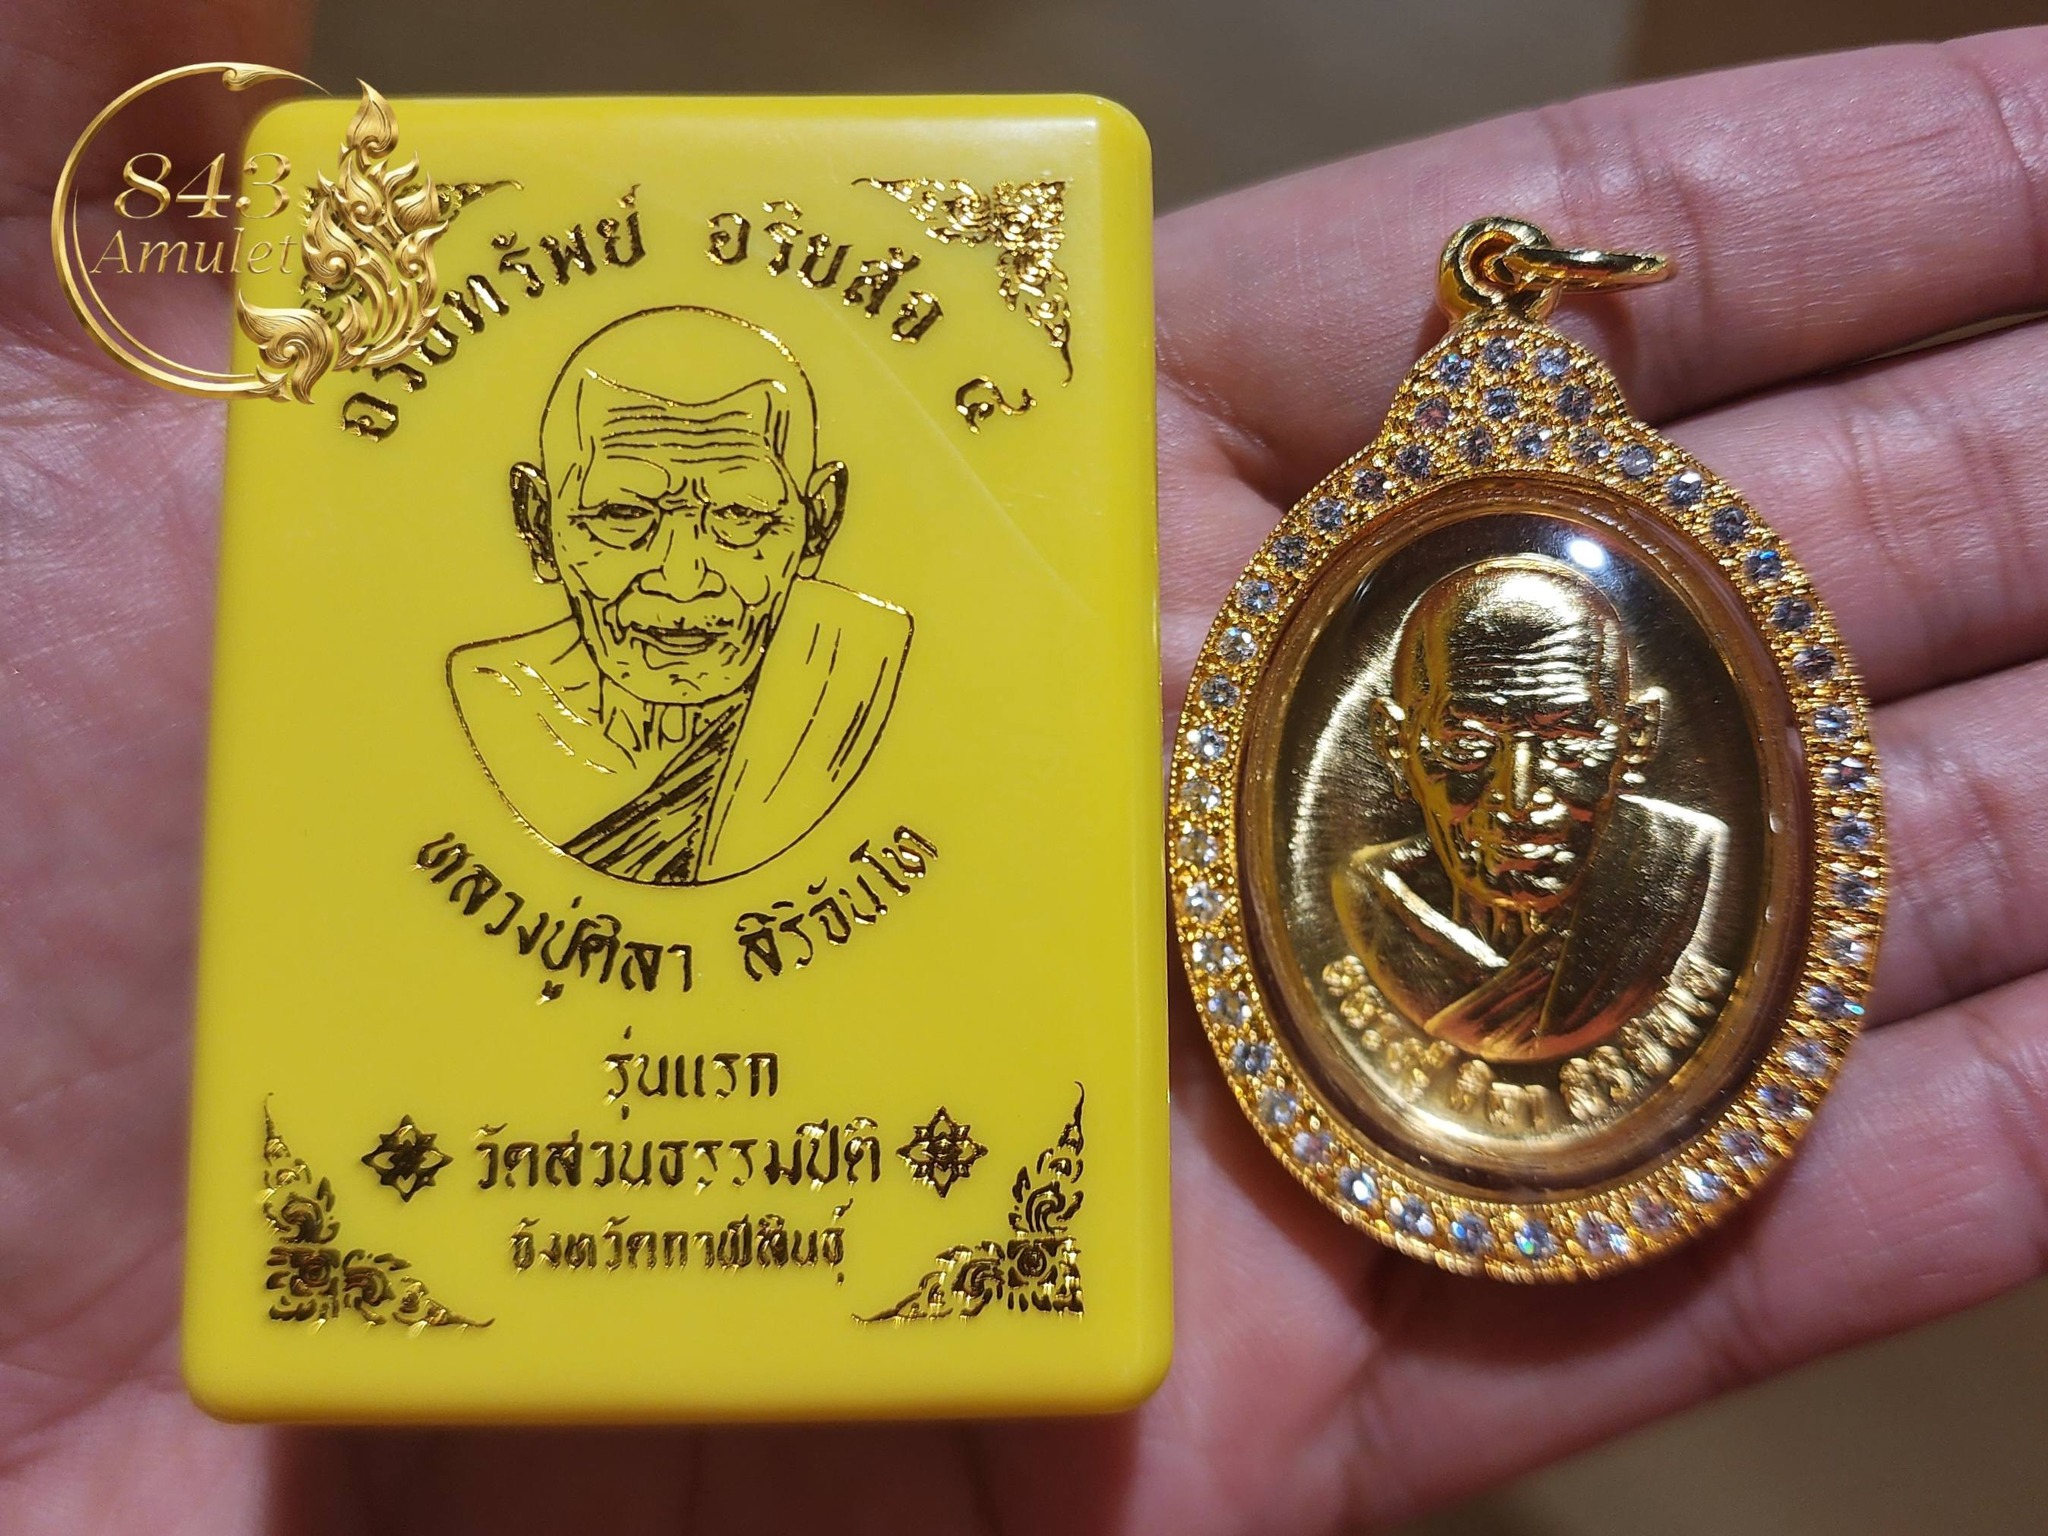 843
Amulet
อริยทรัพย์ อริยสัจ ๔
หลวงปู่ศิลา สิริจันโท
รุ่นแรก
วัดสวนธรรมปีติ
จังหวัดกาฬสินธุ์